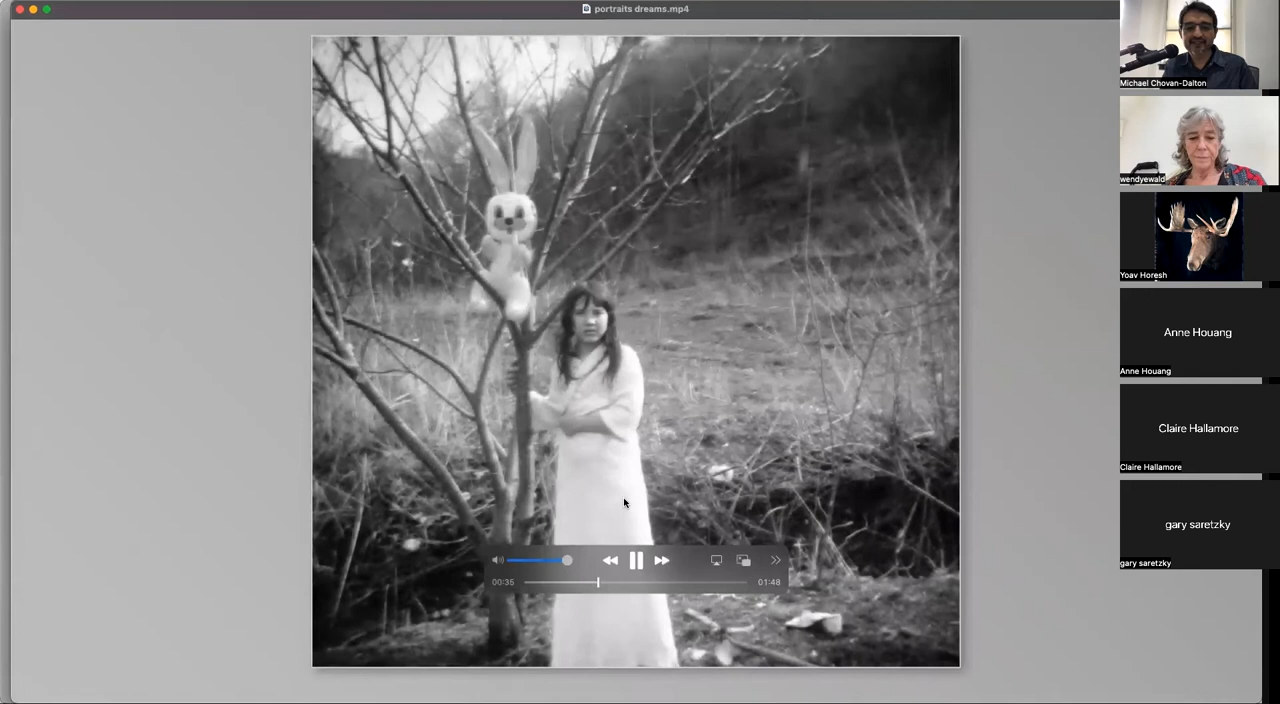 portraits dreams.mp4
Michael Chovan-Dalton
wendyewald
Yoav Horesh
Anne Houang
Anne Houang
Claire Hallamore
Claire Hallamore
gary saretzky
gary saretzky
00:35
01:48